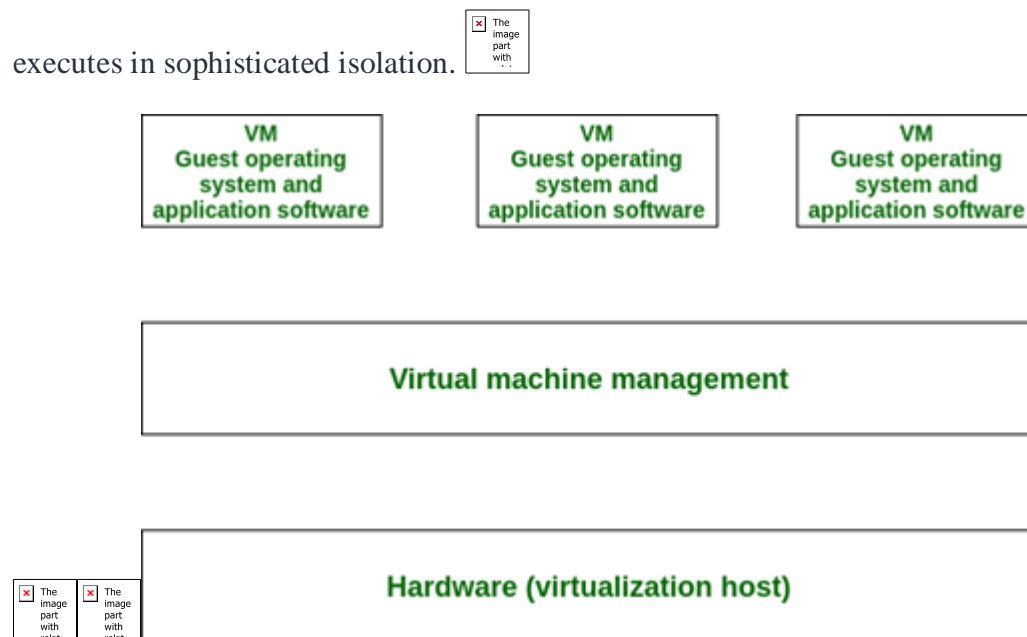 executes in sophisticated isolation.
The
image
part
with
VM
Guest operating
system and
application software
VM
Guest operating
system and
application software
VM
Guest operating
system and
application software
Virtual machine management
Hardware (virtualization host)
The
image
part
with
The
image
part
with